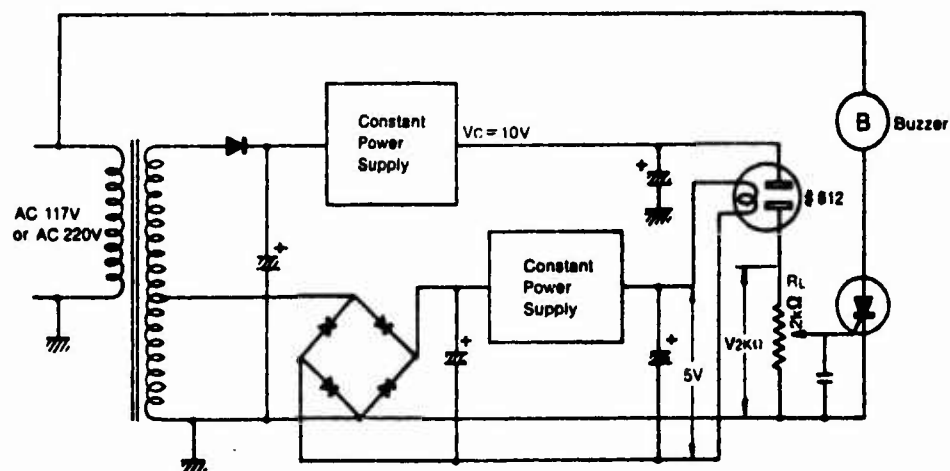 Constant
Power
Supply
VC = 10V
B
Buzzer
AC 117V
or AC 220V
# 812
Constant
Power
Supply
RL
2kΩ
V2KΩ
5V